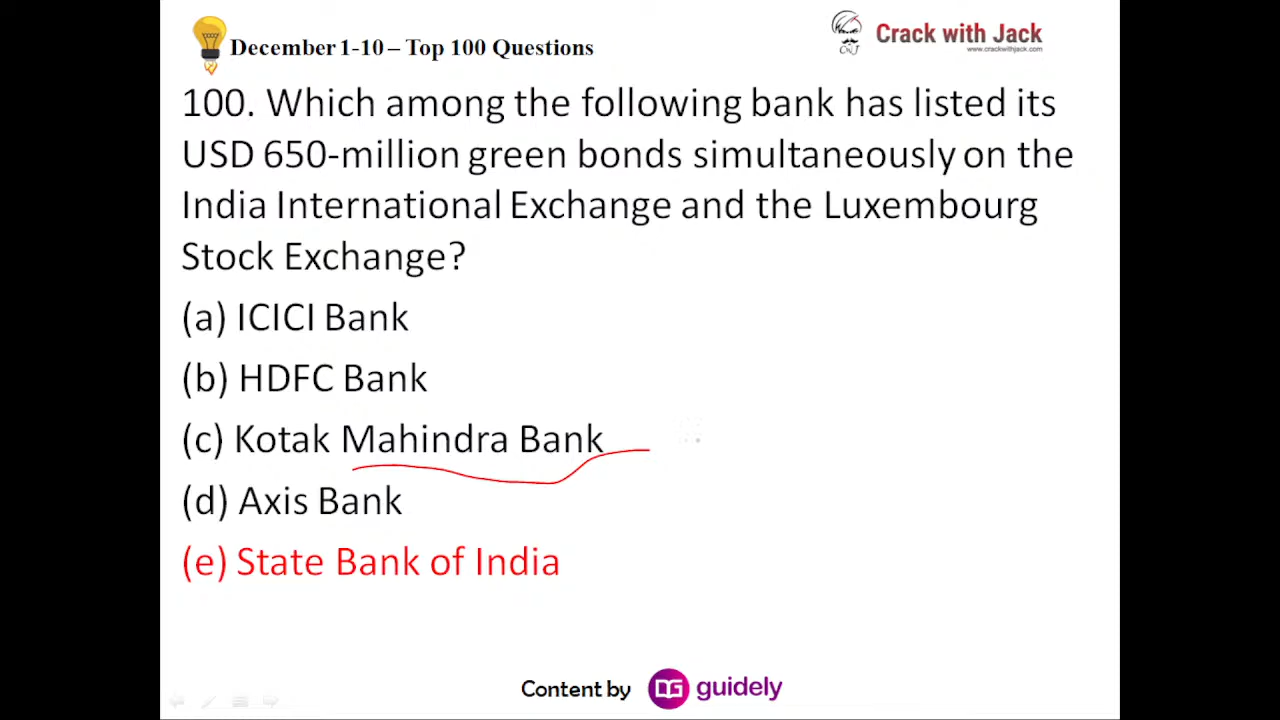 December 1-10 – Top 100 Questions
Crack with Jack
www.crackwithjack.com
CWJ
100. Which among the following bank has listed its
USD 650-million green bonds simultaneously on the
India International Exchange and the Luxembourg
Stock Exchange?
(a) ICICI Bank
(b) HDFC Bank
(c) Kotak Mahindra Bank
(d) Axis Bank
(e) State Bank of India
Content by
DG guidely